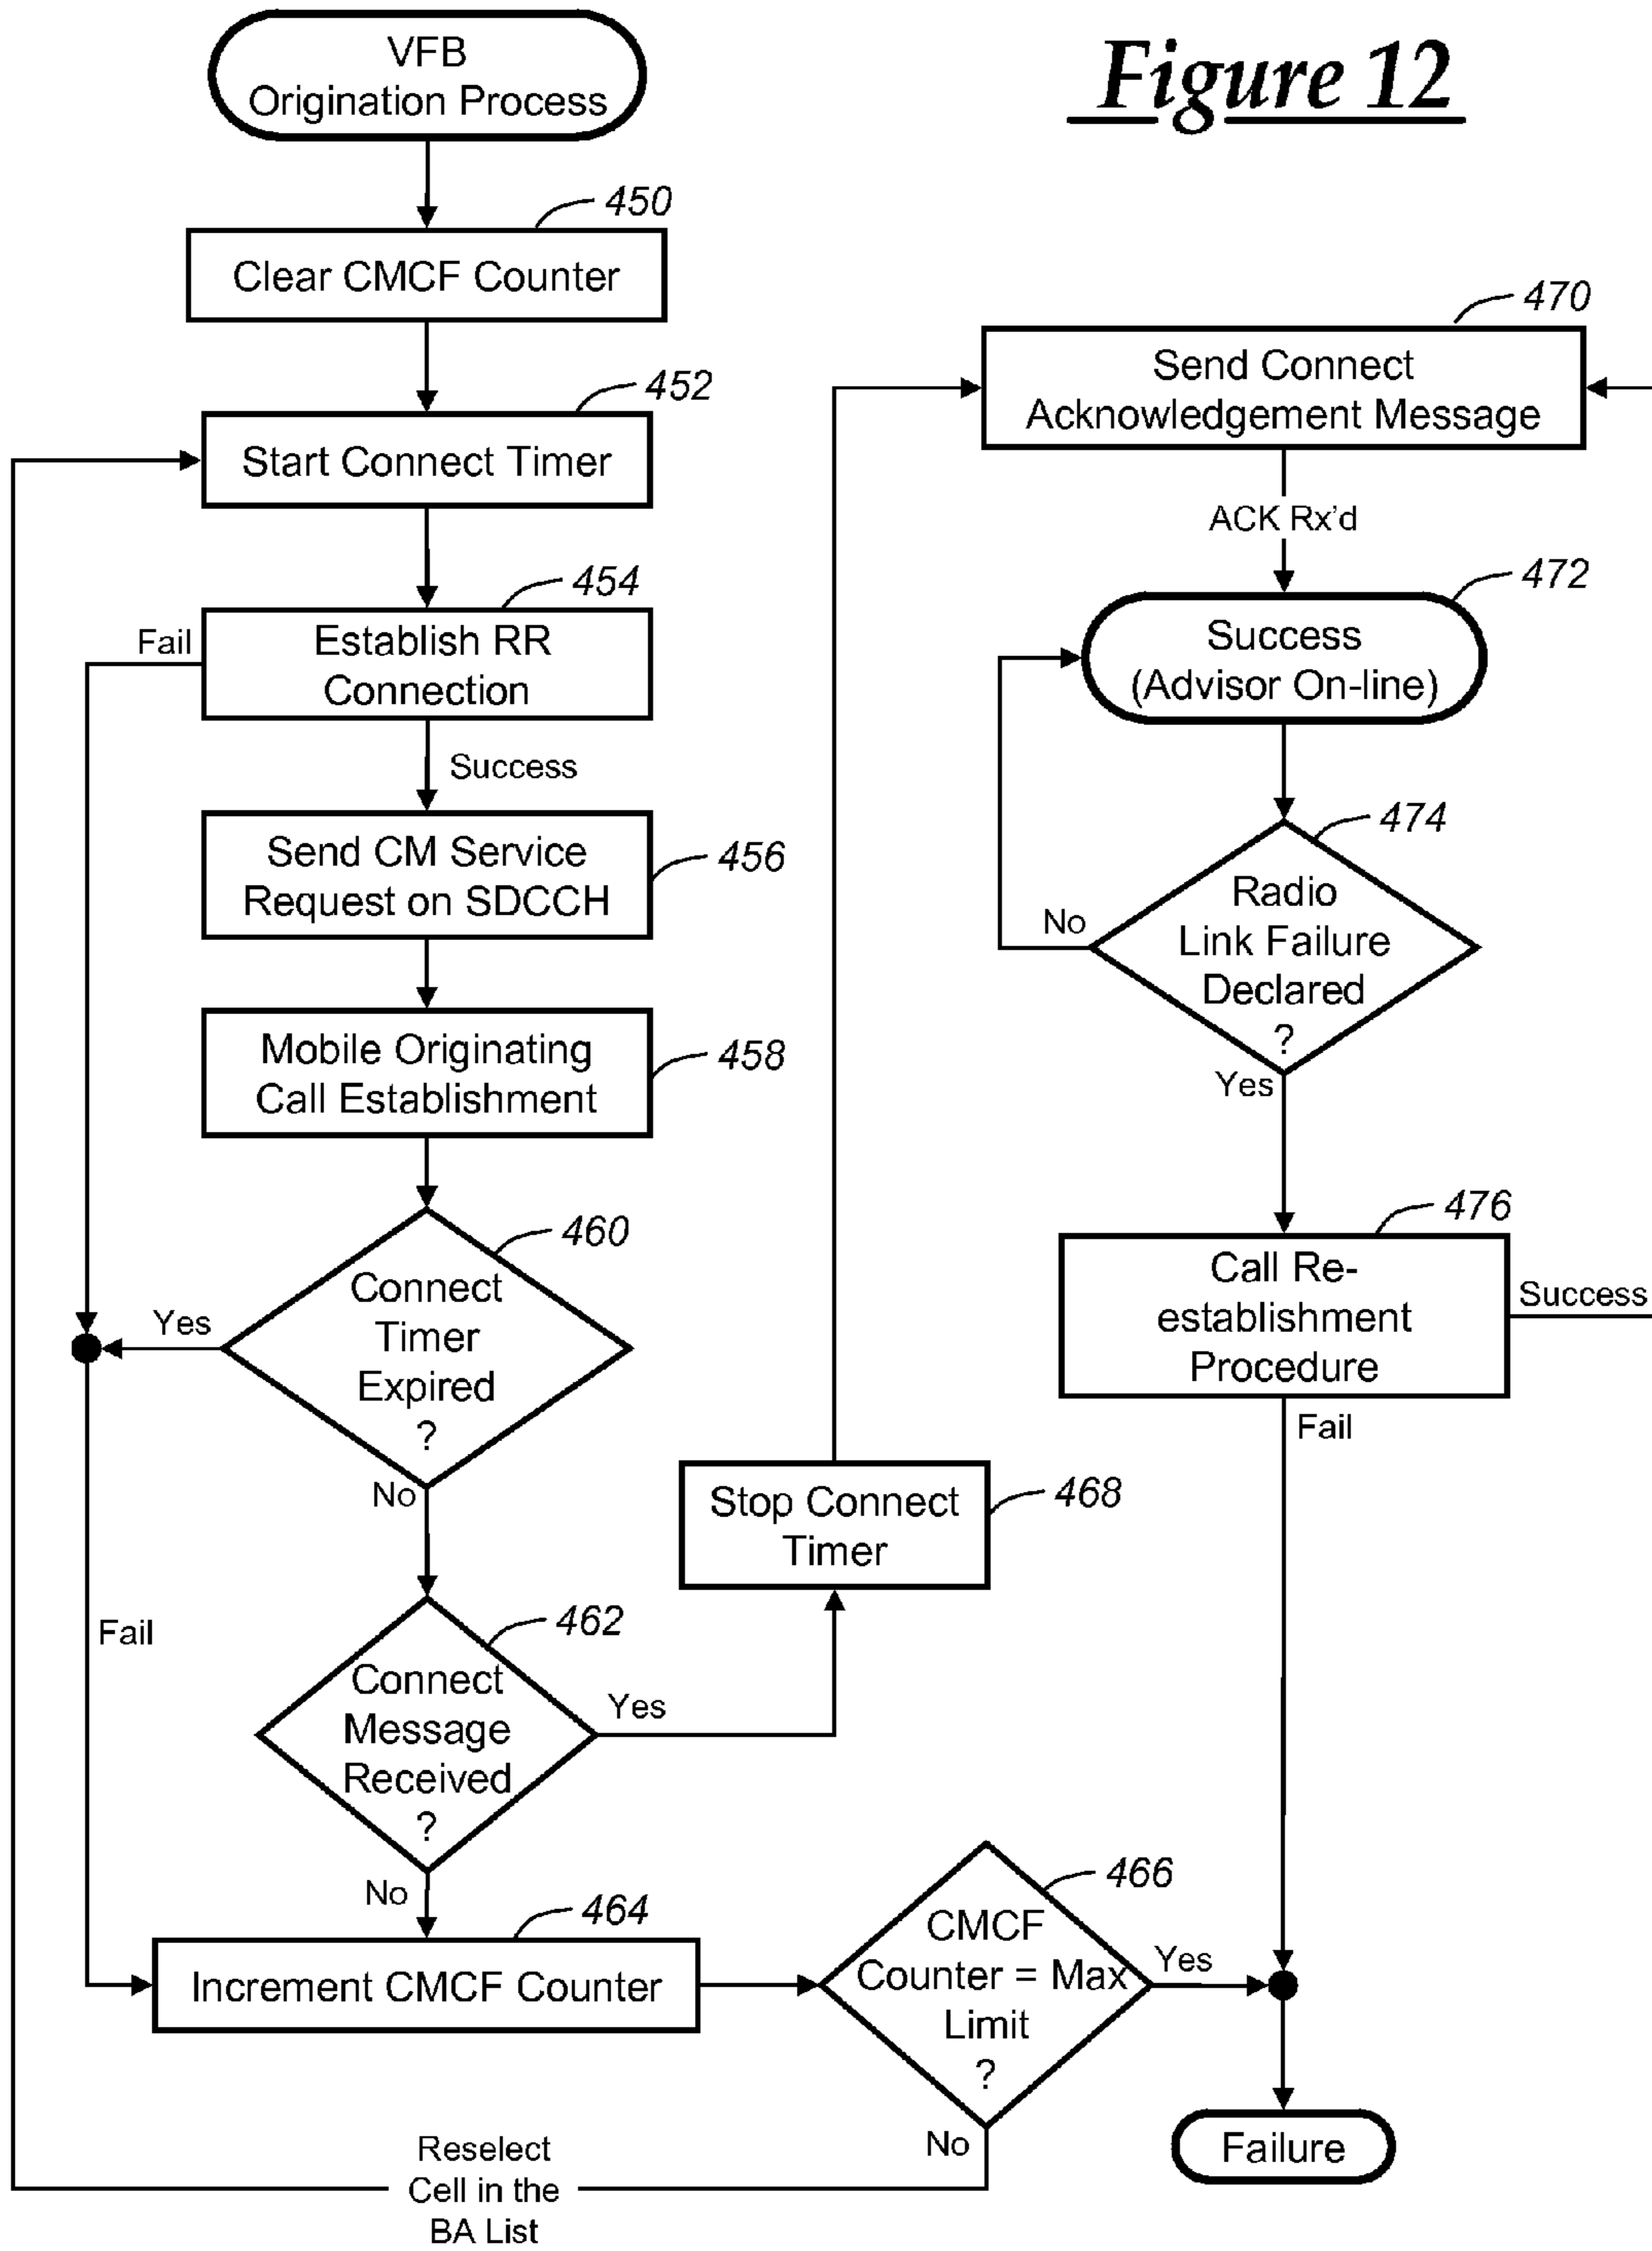 VFB
Origination Process
Figure 12
450
Clear CMCF Counter
452
Start Connect Timer
454
Fail
Establish RR
Connection
Success
Send CM Service
Request on SDCCH
456
Mobile Originating
Call Establishment
458
460
Connect
Timer
Expired
?
Yes
No
462
Fail
Connect
Message
Received
?
Yes
No
464
Increment CMCF Counter
466
CMCF
Counter = Max
Limit
?
Yes
No
Reselect
Cell in the
BA List
Stop Connect
Timer
468
470
Send Connect
Acknowledgement Message
ACK Rx'd
472
Success
(Advisor On-line)
474
Radio
Link Failure
Declared
?
No
Yes
476
Call Re-
establishment
Procedure
Success
Fail
Failure